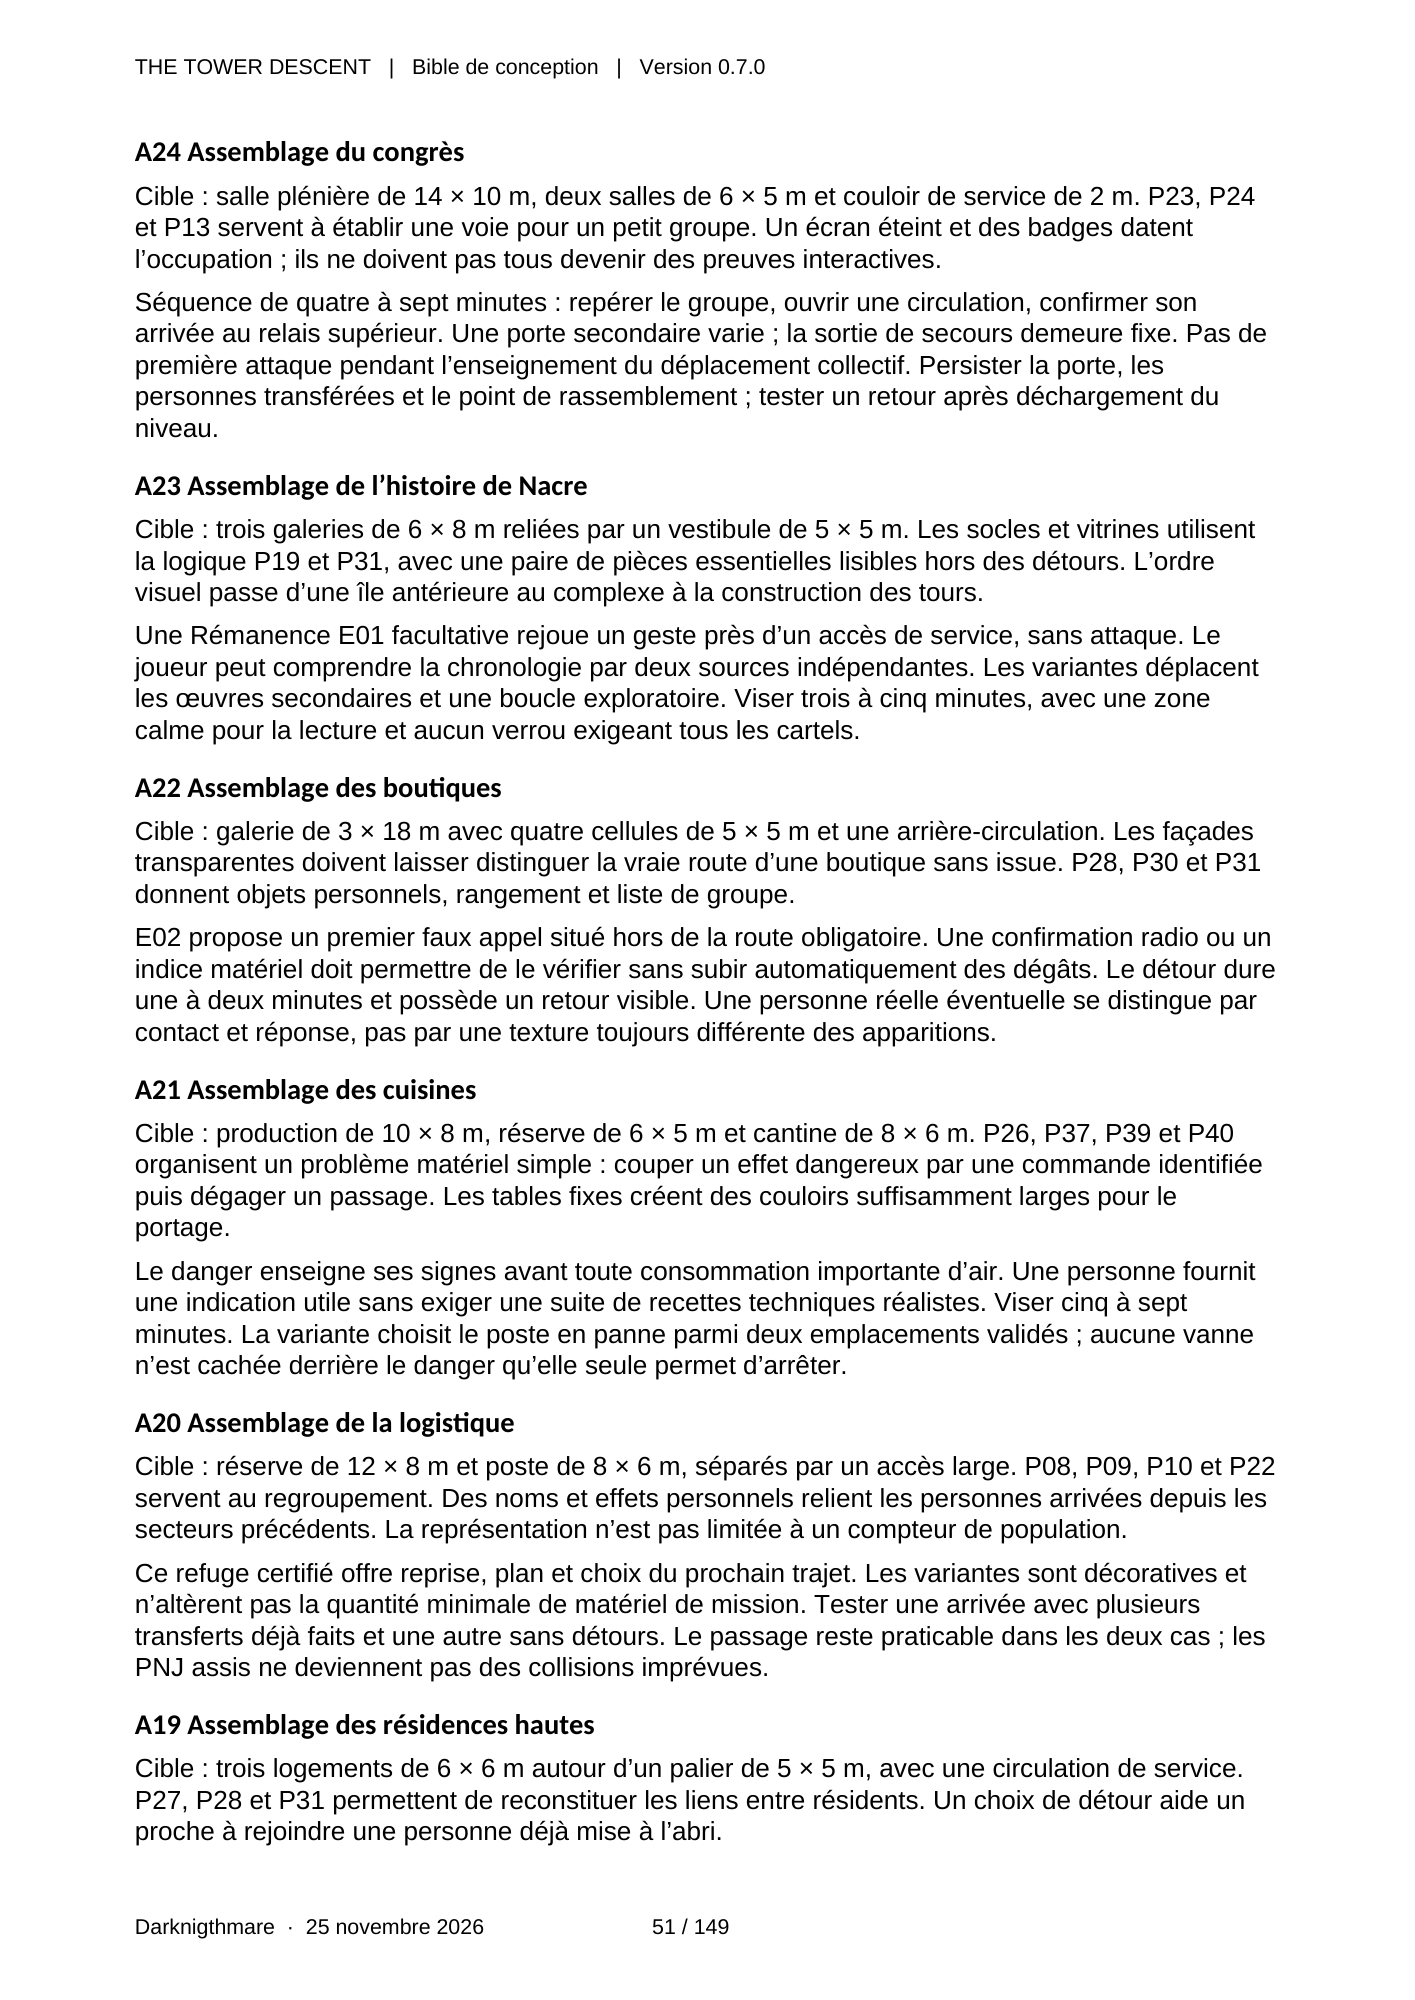 THE TOWER DESCENT | Bible de conception | Version 0.7.0
A24 Assemblage du congrès
Cible : salle plénière de 14 × 10 m, deux salles de 6 × 5 m et couloir de service de 2 m. P23, P24
et P13 servent à établir une voie pour un petit groupe. Un écran éteint et des badges datent
l’occupation ; ils ne doivent pas tous devenir des preuves interactives.
Séquence de quatre à sept minutes : repérer le groupe, ouvrir une circulation, confirmer son
arrivée au relais supérieur. Une porte secondaire varie ; la sortie de secours demeure fixe. Pas de
première attaque pendant l’enseignement du déplacement collectif. Persister la porte, les
personnes transférées et le point de rassemblement ; tester un retour après déchargement du
niveau.
A23 Assemblage de l’histoire de Nacre
Cible : trois galeries de 6 × 8 m reliées par un vestibule de 5 × 5 m. Les socles et vitrines utilisent
la logique P19 et P31, avec une paire de pièces essentielles lisibles hors des détours. L’ordre
visuel passe d’une île antérieure au complexe à la construction des tours.
Une Rémanence E01 facultative rejoue un geste près d’un accès de service, sans attaque. Le
joueur peut comprendre la chronologie par deux sources indépendantes. Les variantes déplacent
les œuvres secondaires et une boucle exploratoire. Viser trois à cinq minutes, avec une zone
calme pour la lecture et aucun verrou exigeant tous les cartels.
A22 Assemblage des boutiques
Cible : galerie de 3 × 18 m avec quatre cellules de 5 × 5 m et une arrière-circulation. Les façades
transparentes doivent laisser distinguer la vraie route d’une boutique sans issue. P28, P30 et P31
donnent objets personnels, rangement et liste de groupe.
E02 propose un premier faux appel situé hors de la route obligatoire. Une confirmation radio ou un
indice matériel doit permettre de le vérifier sans subir automatiquement des dégâts. Le détour dure
une à deux minutes et possède un retour visible. Une personne réelle éventuelle se distingue par
contact et réponse, pas par une texture toujours différente des apparitions.
A21 Assemblage des cuisines
Cible : production de 10 × 8 m, réserve de 6 × 5 m et cantine de 8 × 6 m. P26, P37, P39 et P40
organisent un problème matériel simple : couper un effet dangereux par une commande identifiée
puis dégager un passage. Les tables fixes créent des couloirs suffisamment larges pour le
portage.
Le danger enseigne ses signes avant toute consommation importante d’air. Une personne fournit
une indication utile sans exiger une suite de recettes techniques réalistes. Viser cinq à sept
minutes. La variante choisit le poste en panne parmi deux emplacements validés ; aucune vanne
n’est cachée derrière le danger qu’elle seule permet d’arrêter.
A20 Assemblage de la logistique
Cible : réserve de 12 × 8 m et poste de 8 × 6 m, séparés par un accès large. P08, P09, P10 et P22
servent au regroupement. Des noms et effets personnels relient les personnes arrivées depuis les
secteurs précédents. La représentation n’est pas limitée à un compteur de population.
Ce refuge certifié offre reprise, plan et choix du prochain trajet. Les variantes sont décoratives et
n’altèrent pas la quantité minimale de matériel de mission. Tester une arrivée avec plusieurs
transferts déjà faits et une autre sans détours. Le passage reste praticable dans les deux cas ; les
PNJ assis ne deviennent pas des collisions imprévues.
A19 Assemblage des résidences hautes
Cible : trois logements de 6 × 6 m autour d’un palier de 5 × 5 m, avec une circulation de service.
P27, P28 et P31 permettent de reconstituer les liens entre résidents. Un choix de détour aide un
proche à rejoindre une personne déjà mise à l’abri.
Darknigthmare · 25 novembre 2026 51 / 149